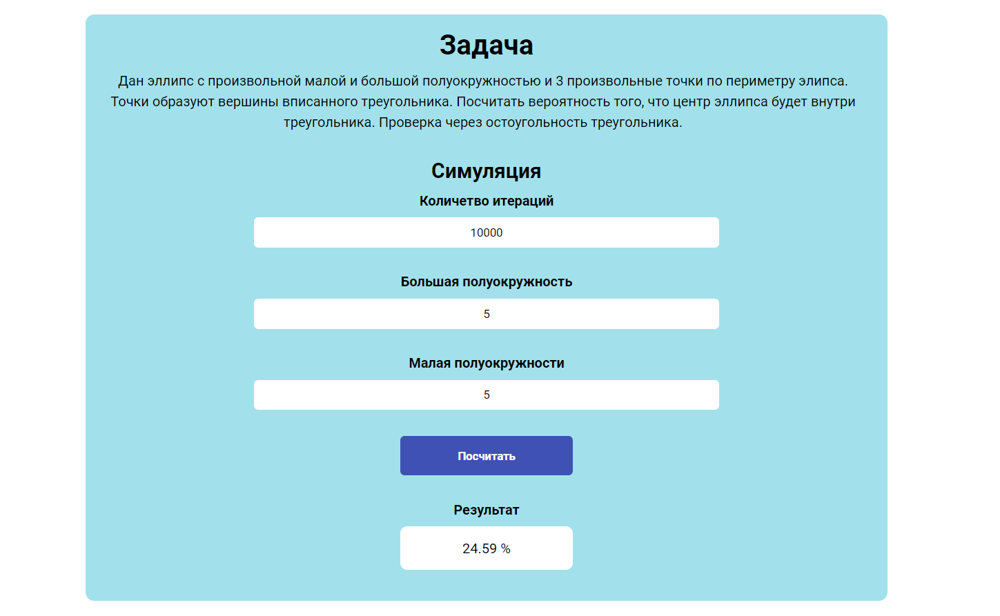 Задача
Дан эллипс с произвольной малой и большой полуокружностью и 3 произвольные точки по периметру элипса.
Точки образуют вершины вписанного треугольника. Посчитать вероятность того, что центр эллипса будет внутри
треугольника. Проверка через остоугольность треугольника.
Симуляция
Количетво итераций
10000
Большая полуокружность
5
Малая полуокружности
5
Посчитать
Результат
24.59 %